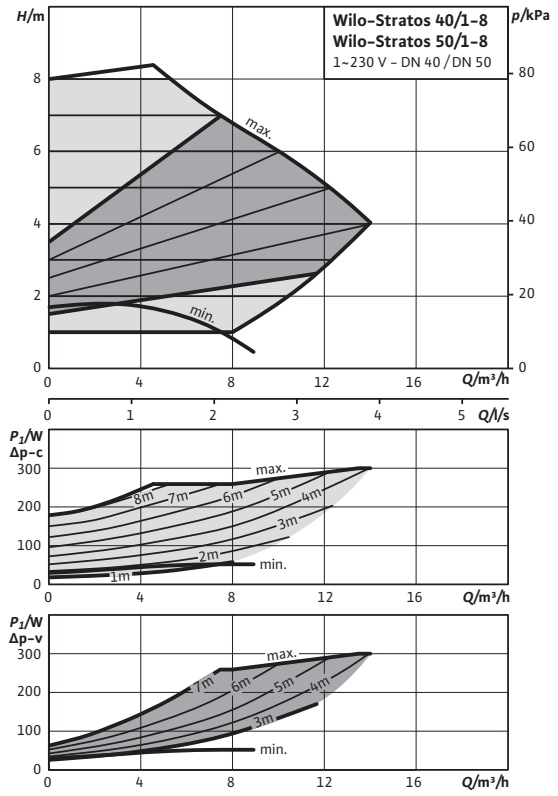 H/m
p/kPa
Wilo-Stratos 40/1-8
Wilo-Stratos 50/1-8
1~230 V - DN 40 / DN 50
8
80
max.
6
60
4
40
2
20
min.
0
0
0
4
8
12
16
Q/m³/h
0
1
2
3
4
5
Q/l/s
P1/W
Δp-c
300
max.
8m
7m
6m
5m
4m
200
3m
100
2m
min.
1m
0
0
4
8
12
16
Q/m³/h
P1/W
Δp-v
300
max.
7m
6m
5m
4m
200
3m
100
min.
0
0
4
8
12
16
Q/m³/h